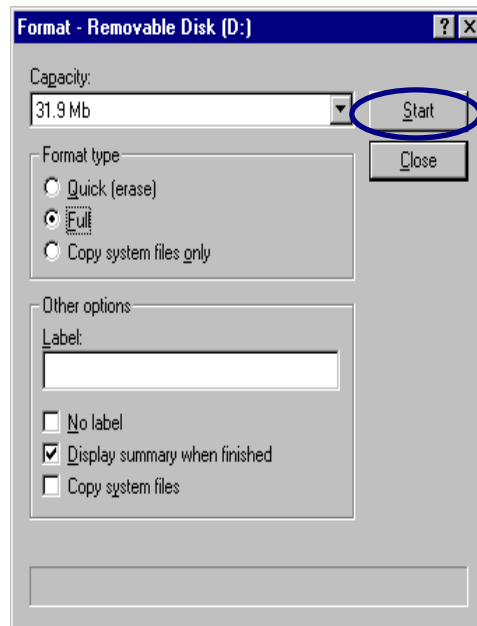 Format - Removable Disk (D:)
Capacity:
31.9 Mb
Start
Close
Format type
Quick (erase)
Full
Copy system files only
Other options
Label:
No label
Display summary when finished
Copy system files